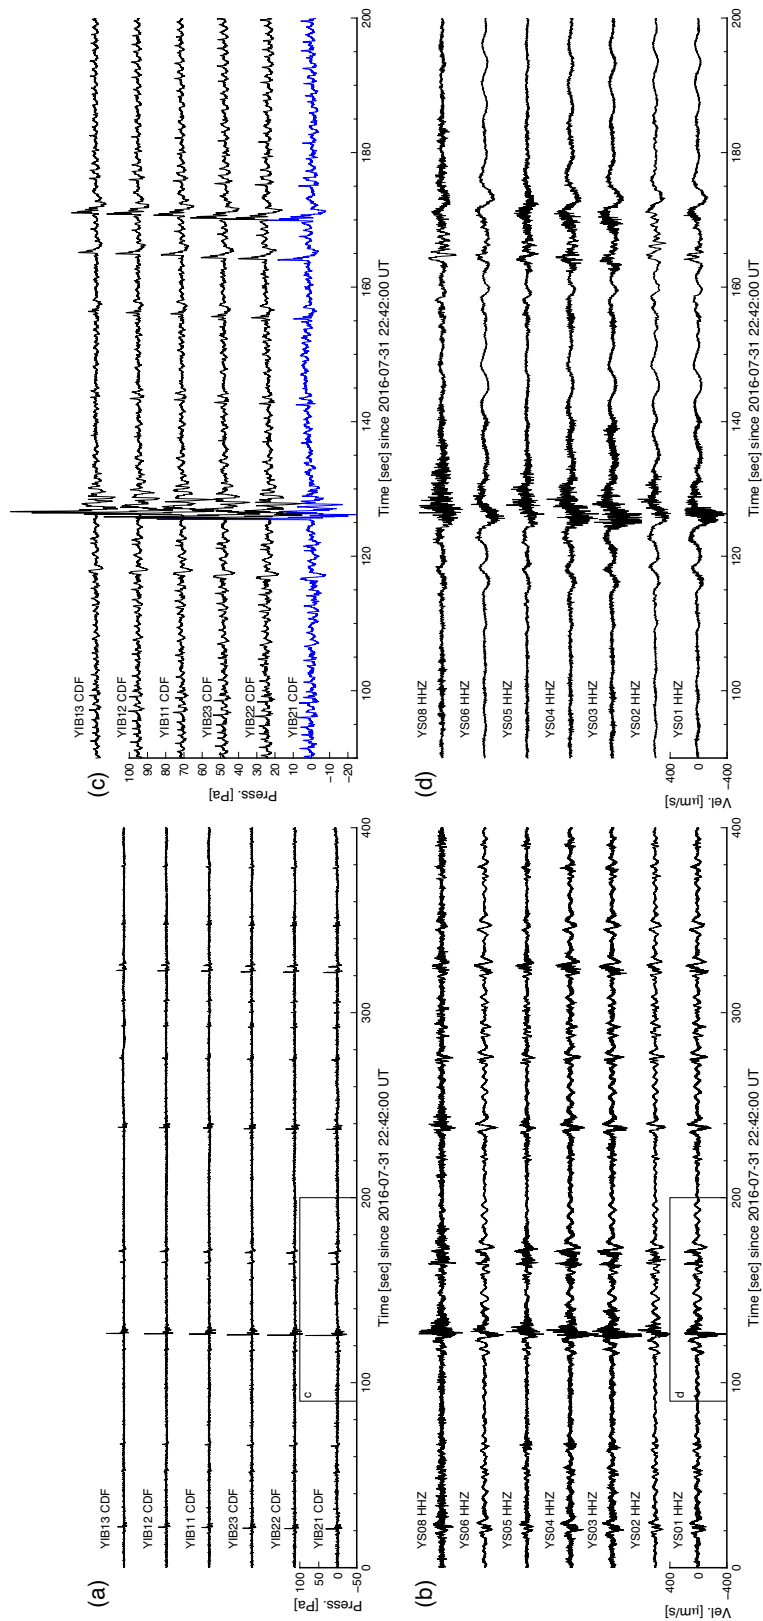 (a)
YIB13 CDF
YIB12 CDF
YIB11 CDF
YIB23 CDF
YIB22 CDF
YIB21 CDF
100
50
0
−50
Press. [Pa]
c
0 100 200 300 400
Time [sec] since 2016-07-31 22:42:00 UT
(c)
YIB13 CDF
YIB12 CDF
YIB11 CDF
YIB23 CDF
YIB22 CDF
YIB21 CDF
100
90
80
70
60
50
40
30
20
10
0
−10
−20
Press. [Pa]
100 120 140 160 180 200
Time [sec] since 2016-07-31 22:42:00 UT
(b)
YS08 HHZ
YS06 HHZ
YS05 HHZ
YS04 HHZ
YS03 HHZ
YS02 HHZ
YS01 HHZ
400
0
−400
Vel. [μm/s]
d
0 100 200 300 400
Time [sec] since 2016-07-31 22:42:00 UT
(d)
YS08 HHZ
YS06 HHZ
YS05 HHZ
YS04 HHZ
YS03 HHZ
YS02 HHZ
YS01 HHZ
400
0
−400
Vel. [μm/s]
100 120 140 160 180 200
Time [sec] since 2016-07-31 22:42:00 UT